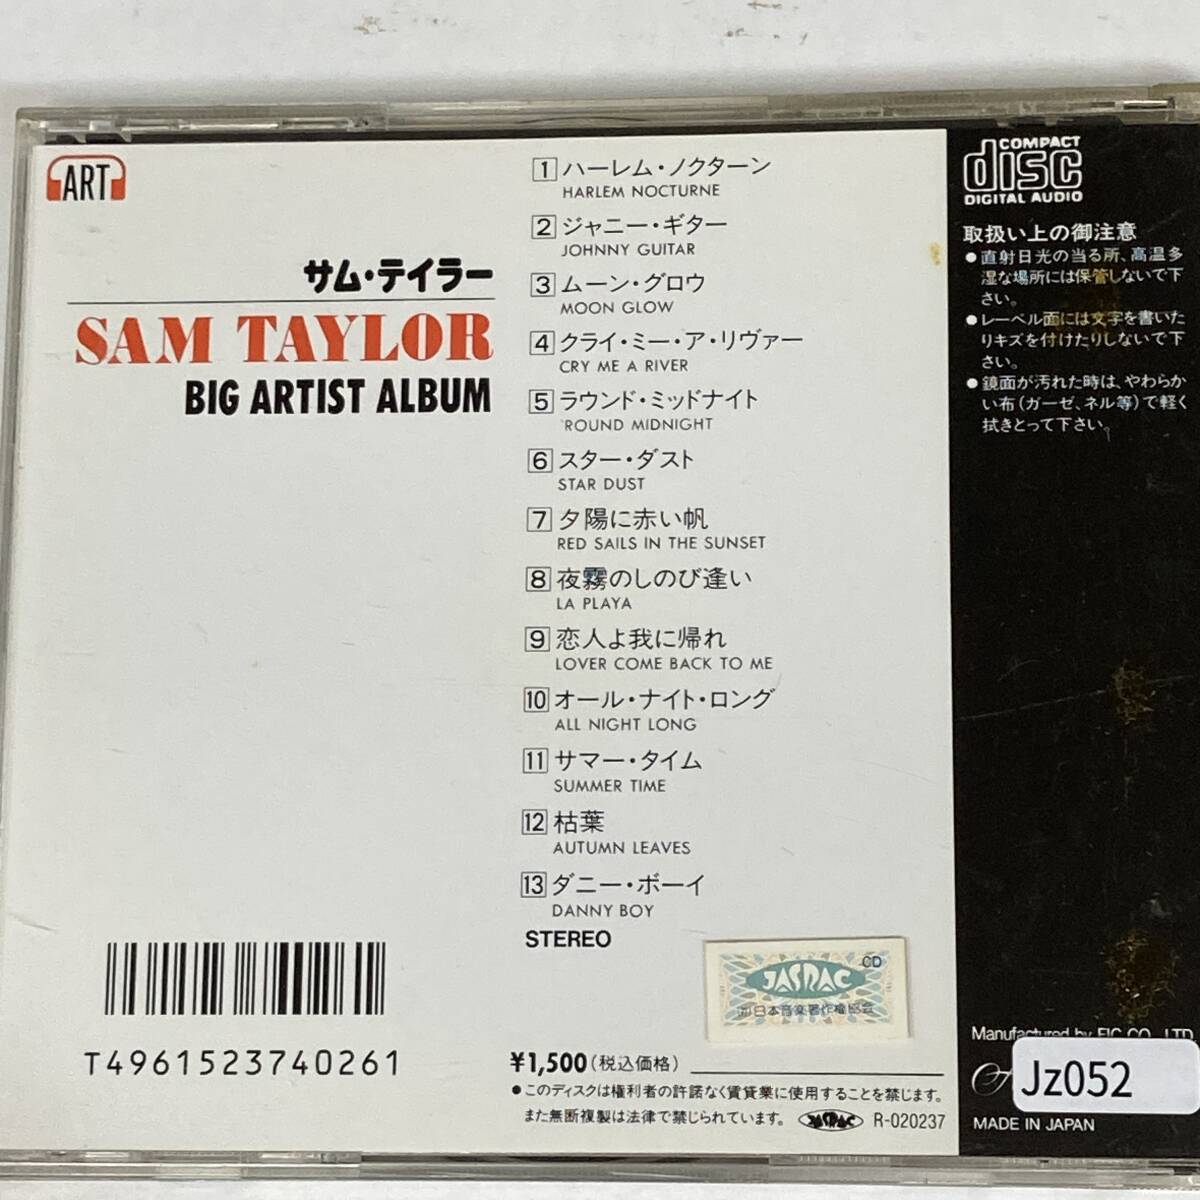 ART
サム・テイラー
SAM TAYLOR
BIG ARTIST ALBUM
1 ハーレム・ノクターン
HARLEM NOCTURNE
2 ジャニー・ギター
JOHNNY GUITAR
3 ムーン・グロウ
MOON GLOW
4 クライ・ミー・ア・リヴァー
CRY ME A RIVER
5 ラウンド・ミッドナイト
'ROUND MIDNIGHT
6 スター・ダスト
STAR DUST
7 夕陽に赤い帆
RED SAILS IN THE SUNSET
8 夜霧のしのび逢い
LA PLAYA
9 恋人よ我に帰れ
LOVER COME BACK TO ME
10 オール・ナイト・ロング
ALL NIGHT LONG
11 サマー・タイム
SUMMER TIME
12 枯葉
AUTUMN LEAVES
13 ダニー・ボーイ
DANNY BOY
STEREO
T4961523740261
JASRAC
CD
日本音楽著作権協会
¥1,500(税込価格)
●このディスクは権利者の許諾なく賃貸業に使用することを禁じます。
また無断複製は法律で禁じられています。
JASRAC R-020237
COMPACT
disc
DIGITAL AUDIO
取扱い上の御注意
●直射日光の当る所、高温多
湿な場所には保管しないで下
さい。
●レーベル面には文字を書いた
りキズを付けたりしないで下
さい。
●鏡面が汚れた時は、やわらか
い布(ガーゼ、ネル等)で軽く
拭きとって下さい。
Manufactured by EIC CO., LTD
Jz052
MADE IN JAPAN